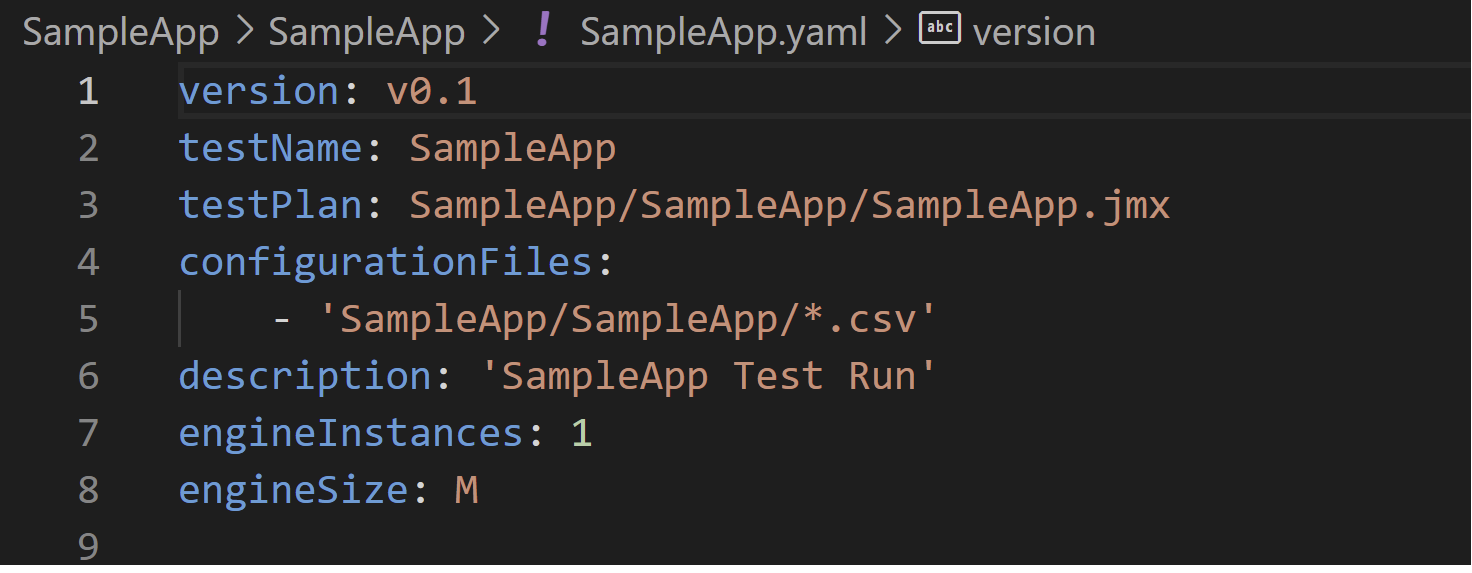 SampleApp > SampleApp > ! SampleApp.yaml > abc version
1 version: v0.1
2 testName: SampleApp
3 testPlan: SampleApp/SampleApp/SampleApp.jmx
4 configurationFiles:
5     - 'SampleApp/SampleApp/*.csv'
6 description: 'SampleApp Test Run'
7 engineInstances: 1
8 engineSize: M
9